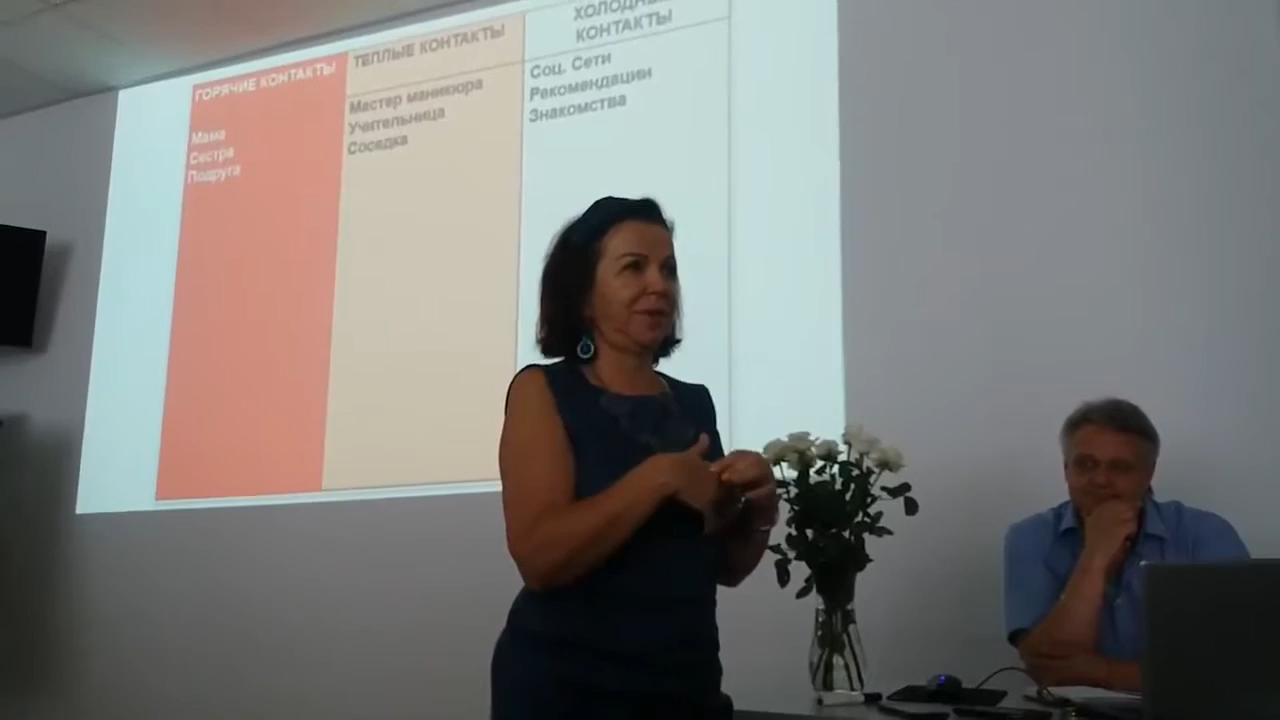 ГОРЯЧИЕ КОНТАКТЫ
Мама
Сестра
Подруга
ТЕПЛЫЕ КОНТАКТЫ
Мастер маникюра
Учительница
Соседка
КОНТАКТЫ
Соц. Сети
Рекомендации
Знакомства